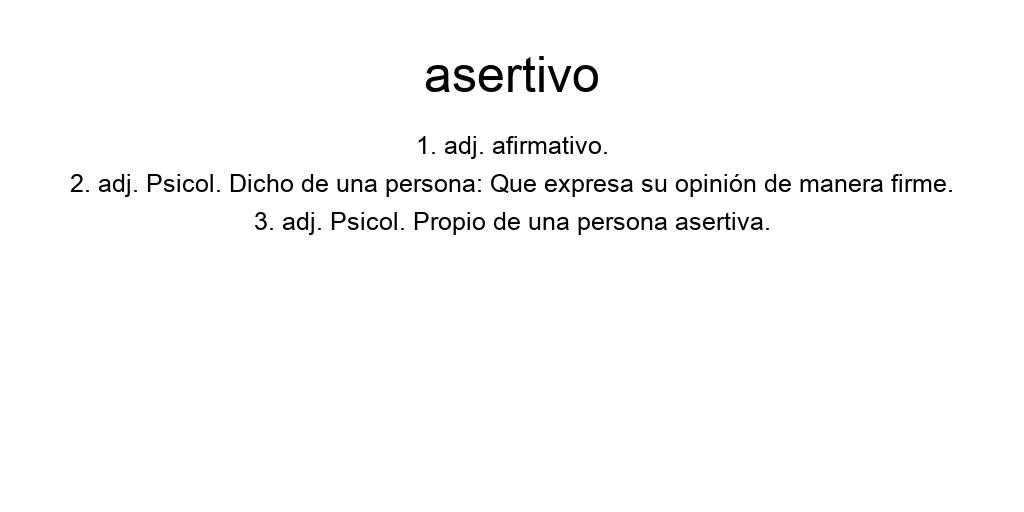 asertivo
1. adj. afirmativo.
2. adj. Psicol. Dicho de una persona: Que expresa su opinión de manera firme.
3. adj. Psicol. Propio de una persona asertiva.